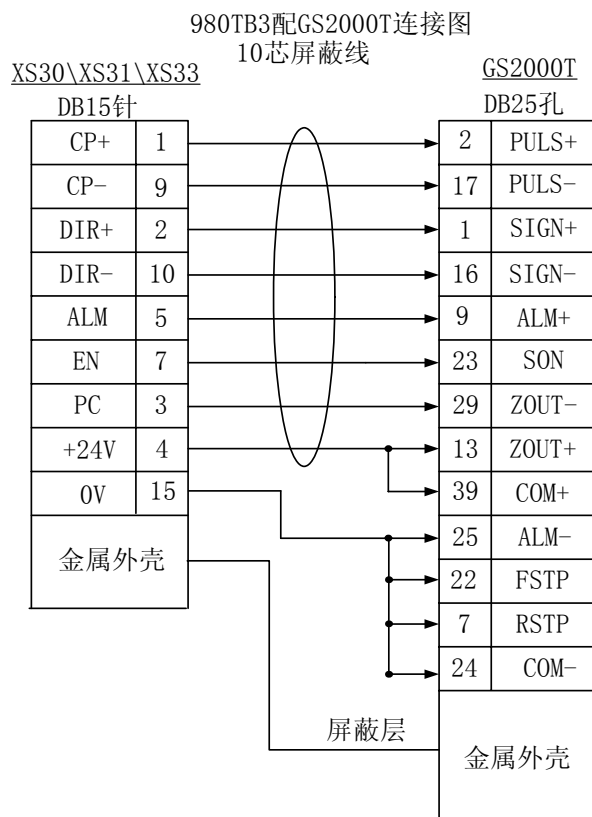 980TB3配GS2000T连接图
10芯屏蔽线
XS30\XS31\XS33
GS2000T
DB15针
DB25孔
CP+ 1 2 PULS+
CP- 9 17 PULS-
DIR+ 2 1 SIGN+
DIR- 10 16 SIGN-
ALM 5 9 ALM+
EN 7 23 SON
PC 3 29 ZOUT-
+24V 4 13 ZOUT+
0V 15 39 COM+
25 ALM-
金属外壳 22 FSTP
7 RSTP
24 COM-
屏蔽层
金属外壳